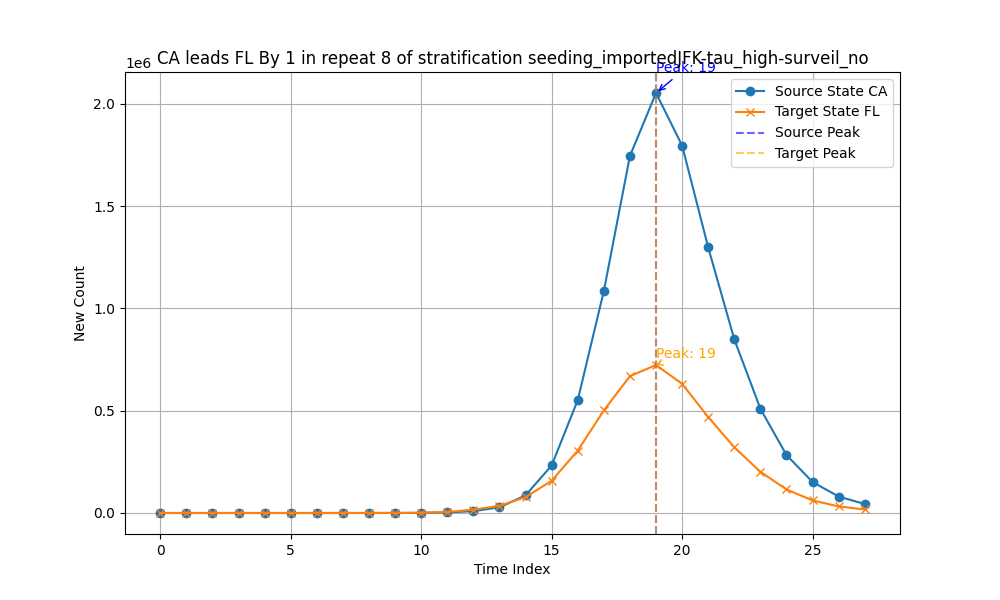 CA leads FL By 1 in repeat 8 of stratification seeding_importedJFK-tau_high-surveil_no
1e6
Peak: 19
Source State CA
Target State FL
Source Peak
Target Peak
2.0
1.5
1.0
0.5
0.0
Peak: 19
New Count
0 5 10 15 20 25
Time Index